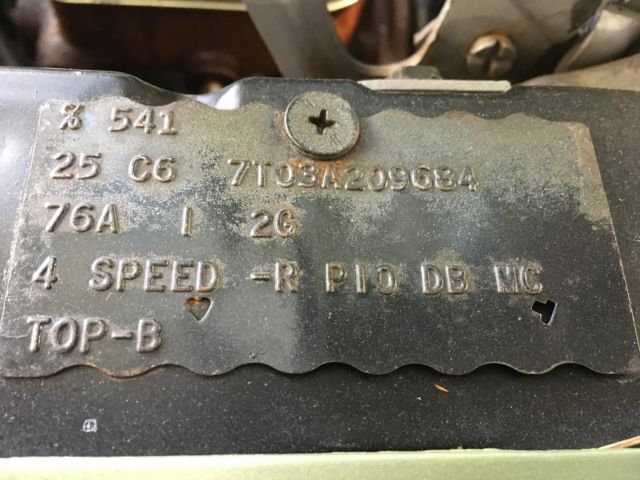 % 541
25 C6 7T03A209684
76A I 2G
4 SPEED -R PIO DB MC
TOP-B